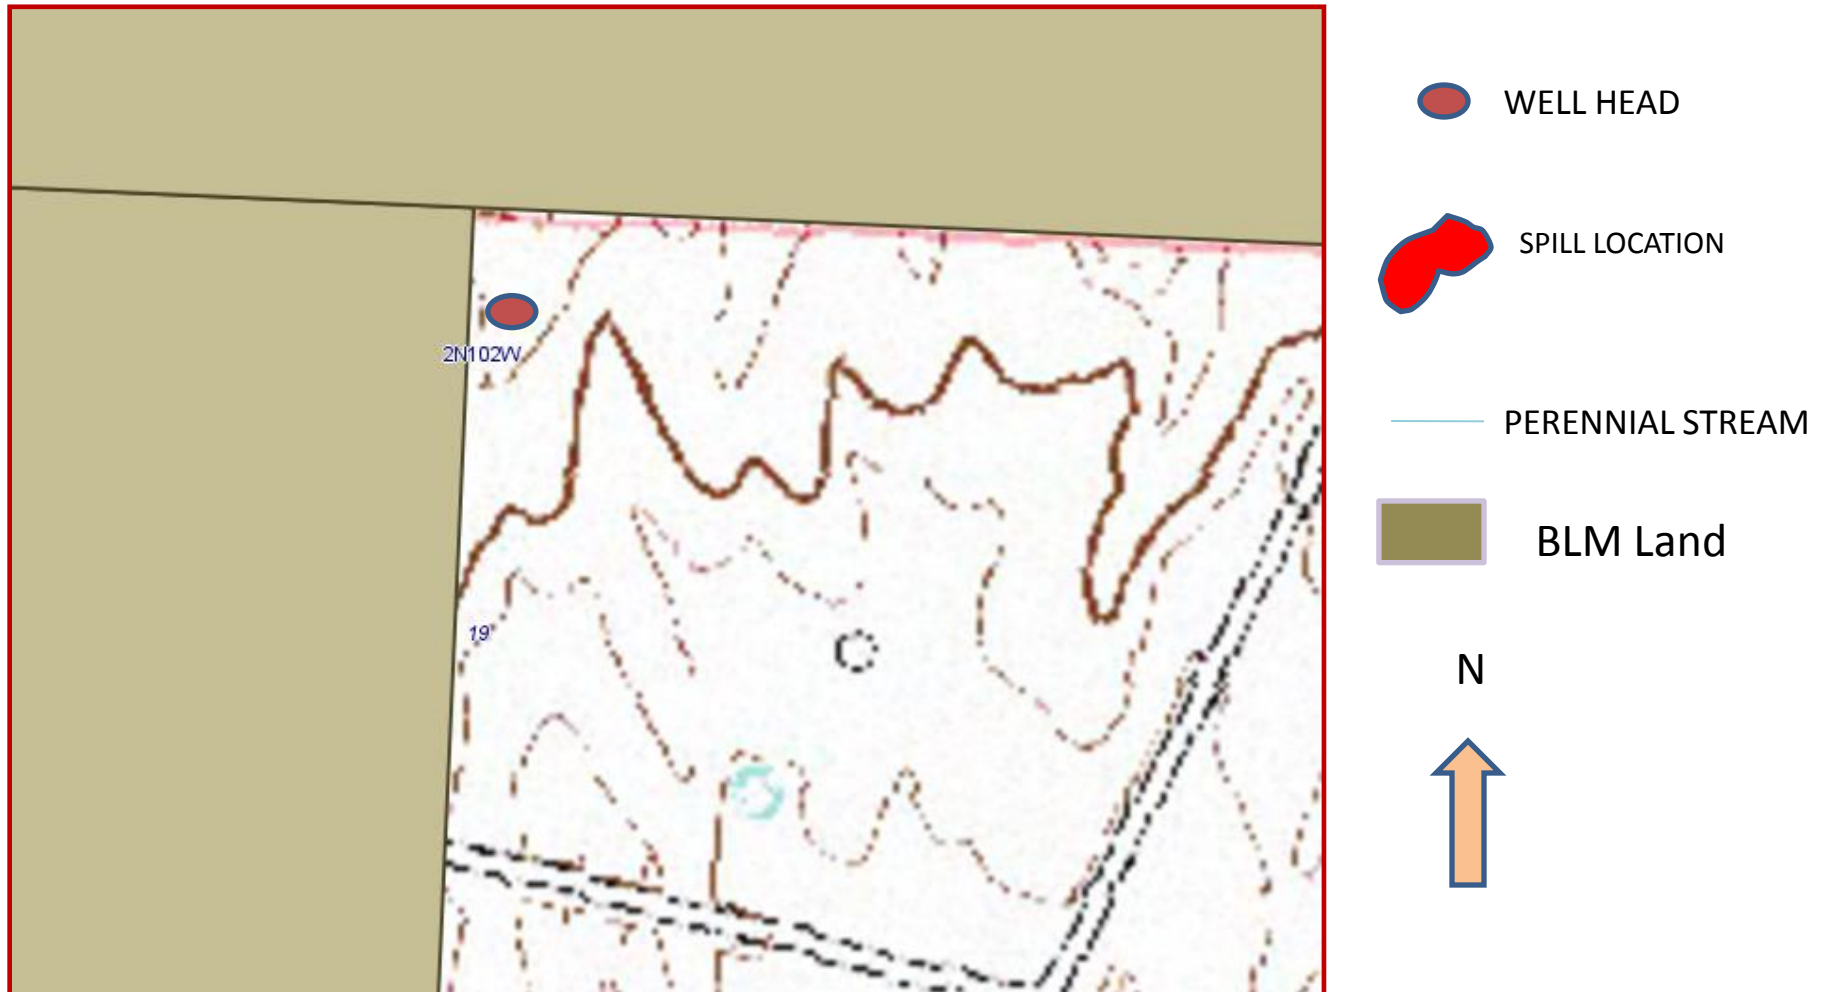 WELL HEAD
SPILL LOCATION
2N102W
PERENNIAL STREAM
BLM Land
19
N